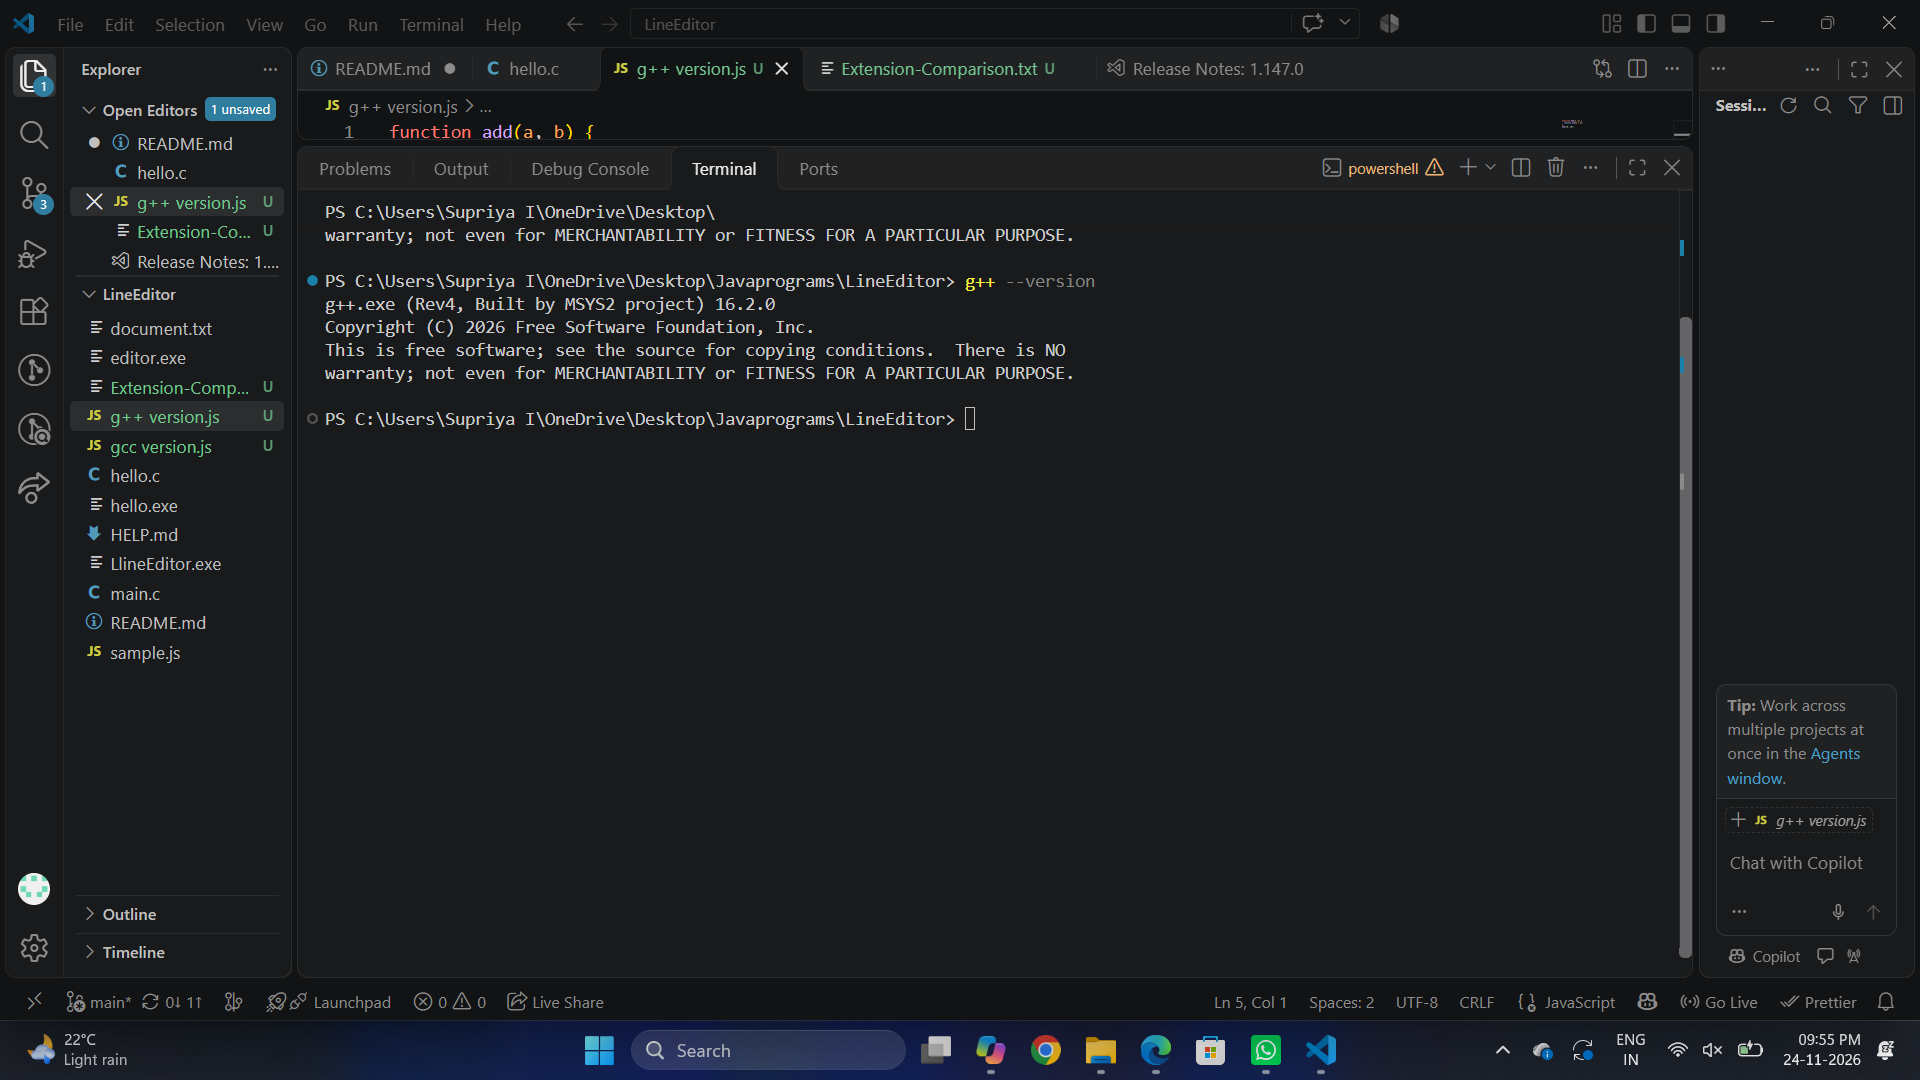 File Edit Selection View Go Run Terminal Help
LineEditor
Explorer
Open Editors 1 unsaved
README.md
hello.c
g++ version.js U
Extension-Co... U
Release Notes: 1....
LineEditor
document.txt
editor.exe
Extension-Comp... U
g++ version.js U
gcc version.js U
hello.c
hello.exe
HELP.md
LlineEditor.exe
main.c
README.md
sample.js
Outline
Timeline
1
3
README.md
hello.c
JS g++ version.js U
Extension-Comparison.txt U
Release Notes: 1.147.0
JS g++ version.js > ...
1 function add(a, b) {
Problems Output Debug Console Terminal Ports
powershell
PS C:\Users\Supriya I\OneDrive\Desktop\
warranty; not even for MERCHANTABILITY or FITNESS FOR A PARTICULAR PURPOSE.
PS C:\Users\Supriya I\OneDrive\Desktop\Javaprograms\LineEditor> g++ --version
g++.exe (Rev4, Built by MSYS2 project) 16.2.0
Copyright (C) 2026 Free Software Foundation, Inc.
This is free software; see the source for copying conditions.  There is NO
warranty; not even for MERCHANTABILITY or FITNESS FOR A PARTICULAR PURPOSE.
PS C:\Users\Supriya I\OneDrive\Desktop\Javaprograms\LineEditor>
Sessi...
Tip: Work across
multiple projects at
once in the Agents
window.
JS g++ version.js
Chat with Copilot
Copilot
main* 0↓ 1↑ Launchpad 0 0 Live Share
Ln 5, Col 1 Spaces: 2 UTF-8 CRLF {} JavaScript Go Live Prettier
22°C
Light rain
Search
ENG
IN
09:55 PM
24-11-2026